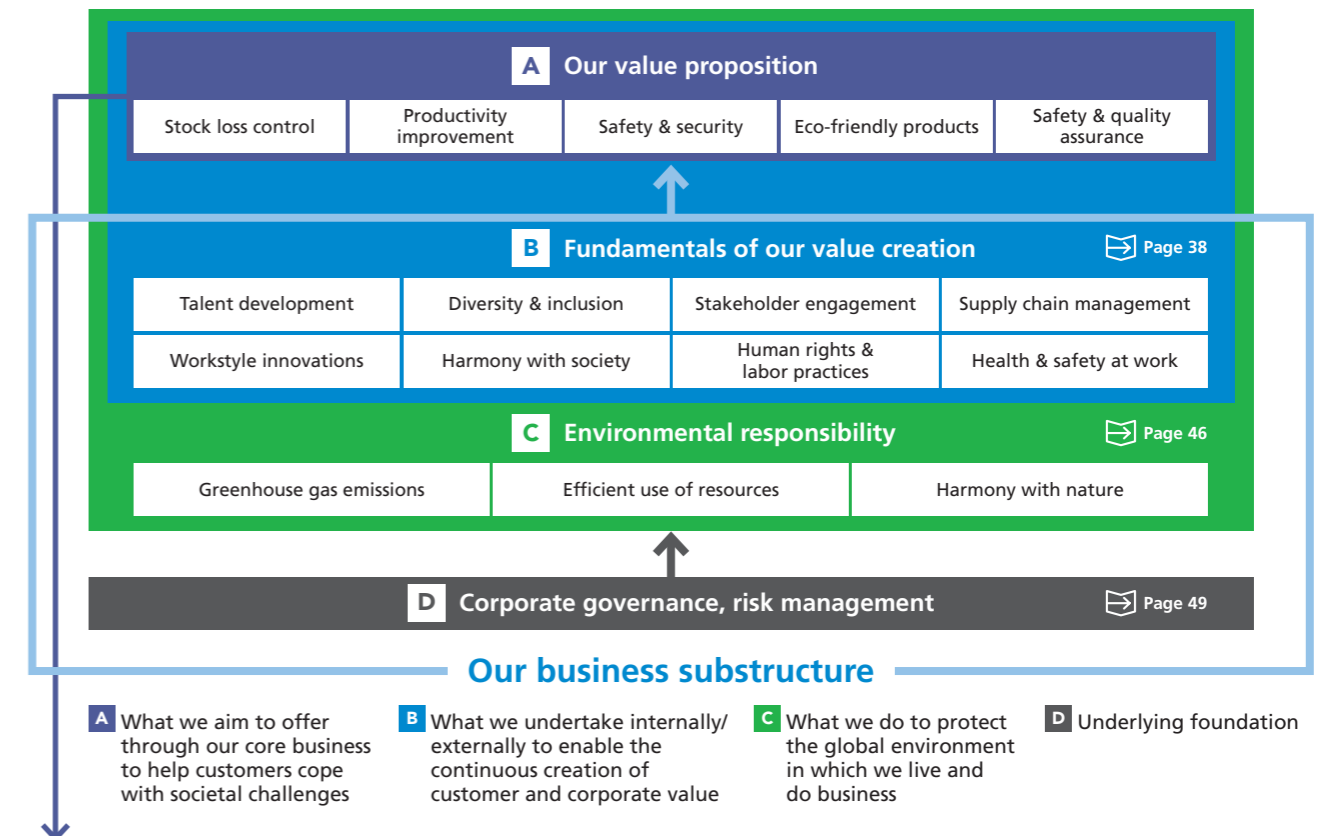 A Our value proposition
Stock loss control
Productivity
improvement
Safety & security
Eco-friendly products
Safety & quality
assurance
B Fundamentals of our value creation
Page 38
Talent development
Diversity & inclusion
Stakeholder engagement
Supply chain management
Workstyle innovations
Harmony with society
Human rights &
labor practices
Health & safety at work
C Environmental responsibility
Page 46
Greenhouse gas emissions
Efficient use of resources
Harmony with nature
D Corporate governance, risk management
Page 49
Our business substructure
A What we aim to offer
through our core business
to help customers cope
with societal challenges
B What we undertake internally/
externally to enable the
continuous creation of
customer and corporate value
C What we do to protect
the global environment
in which we live and
do business
D Underlying foundation